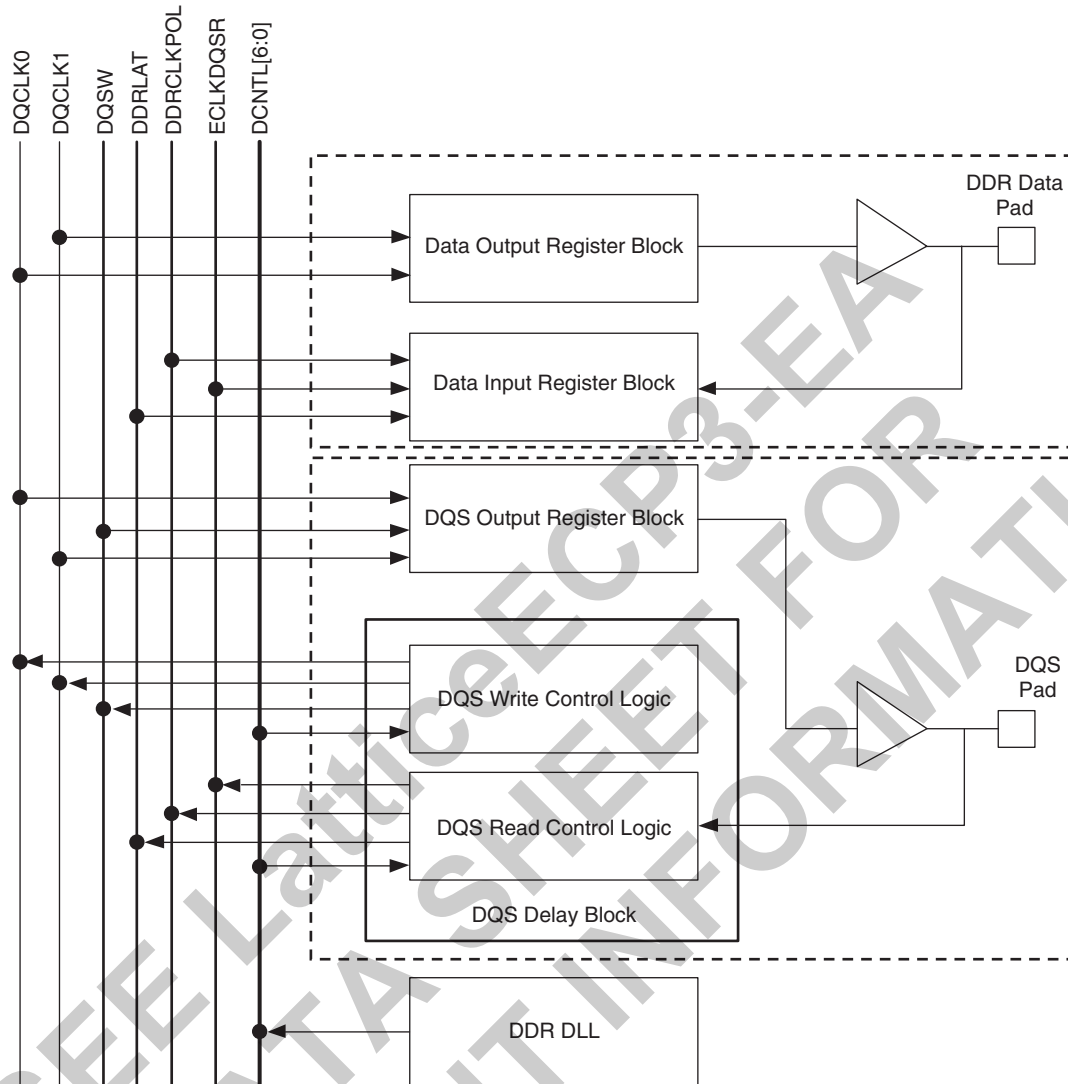 DQCLK0
DQCLK1
DQSW
DDRLAT
DDRCLKPOL
ECLKDQSR
DCNTL[6:0]
DDR Data
Pad
Data Output Register Block
Data Input Register Block
DQS Output Register Block
DQS Write Control Logic
DQS
Pad
DQS Read Control Logic
DQS Delay Block
DDR DLL
SEE LatticeECP3-EA
DATA SHEET FOR
INFORMATI